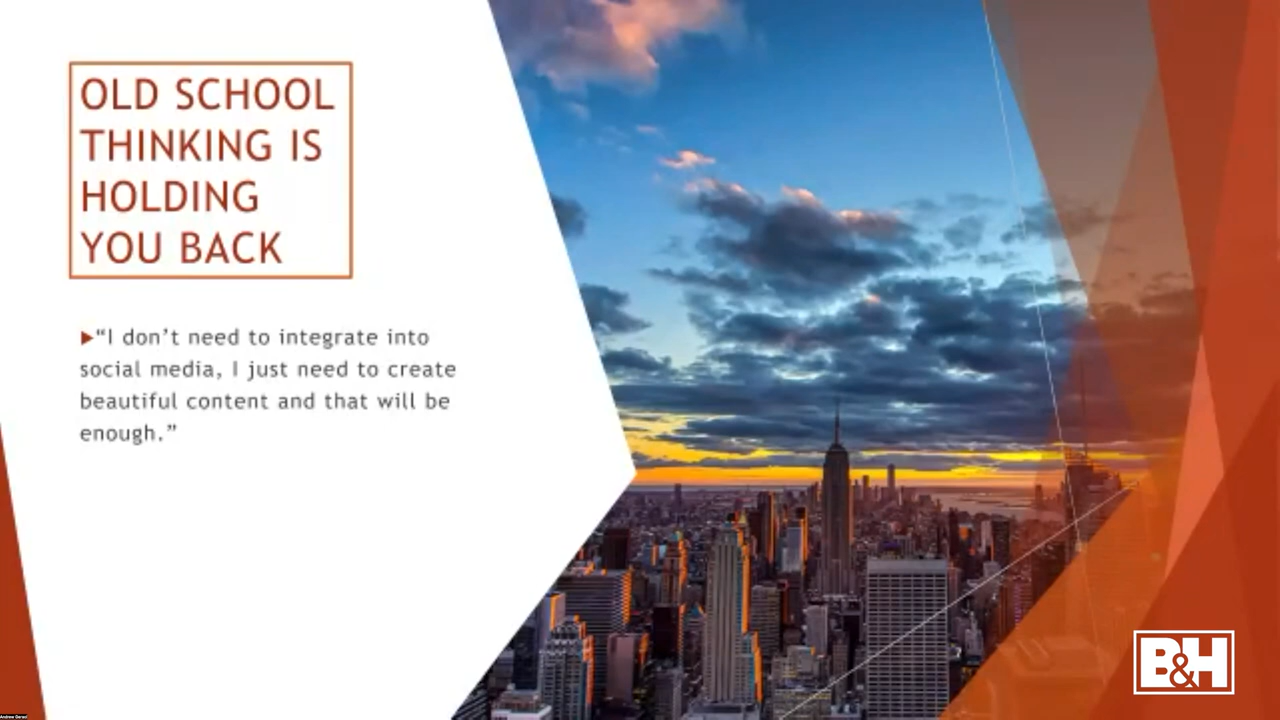 OLD SCHOOL
THINKING IS
HOLDING
YOU BACK
▶“I don’t need to integrate into
social media, I just need to create
beautiful content and that will be
enough.”
B&H